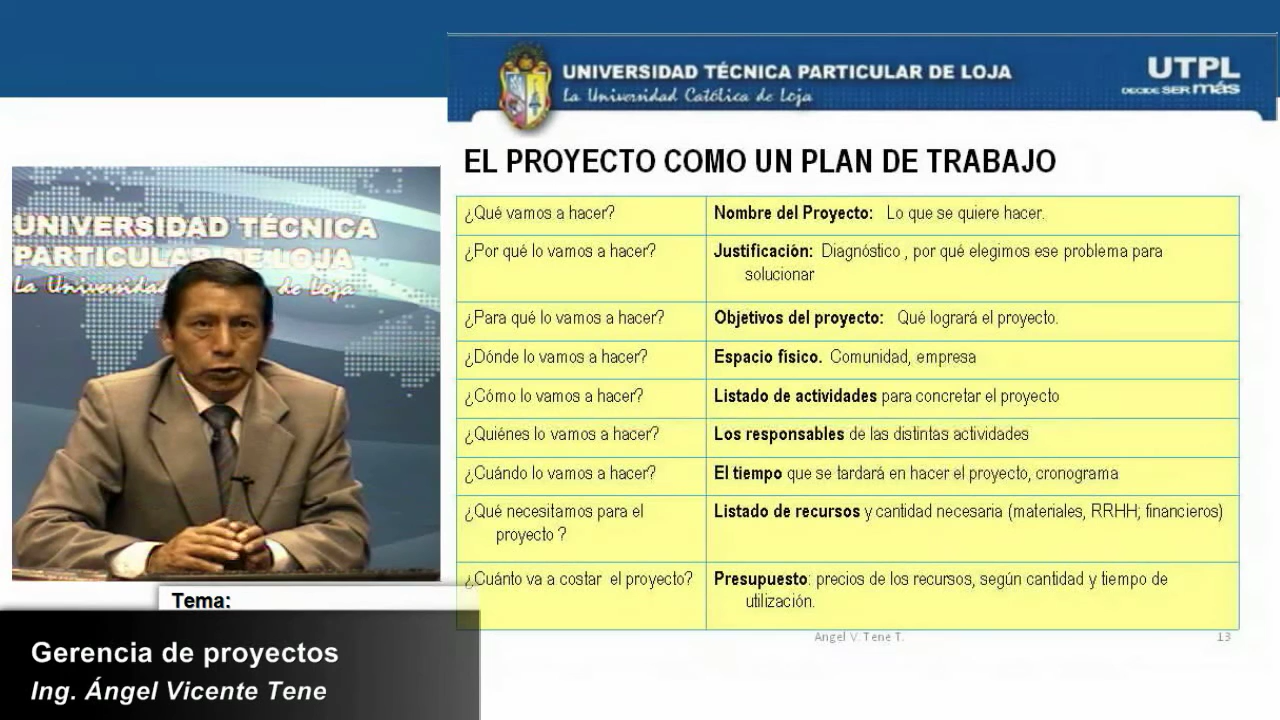 UNIVERSIDAD TÉCNICA PARTICULAR DE LOJA
La Universidad Católica de Loja
UTPL
DECIDE SER más
EL PROYECTO COMO UN PLAN DE TRABAJO
¿Qué vamos a hacer?
Nombre del Proyecto: Lo que se quiere hacer.
¿Por qué lo vamos a hacer?
Justificación: Diagnóstico , por qué elegimos ese problema para
solucionar
¿Para qué lo vamos a hacer?
Objetivos del proyecto: Qué logrará el proyecto.
¿Dónde lo vamos a hacer?
Espacio físico. Comunidad, empresa
¿Cómo lo vamos a hacer?
Listado de actividades para concretar el proyecto
¿Quiénes lo vamos a hacer?
Los responsables de las distintas actividades
¿Cuándo lo vamos a hacer?
El tiempo que se tardará en hacer el proyecto, cronograma
¿Qué necesitamos para el
proyecto ?
Listado de recursos y cantidad necesaria (materiales, RRHH; financieros)
¿Cuánto va a costar el proyecto?
Presupuesto: precios de los recursos, según cantidad y tiempo de
utilización.
Angel V. Tene T.
13
UNIVERSIDAD TÉCNICA
PARTICULAR DE LOJA
La Universidad de Loja
Tema:
Gerencia de proyectos
Ing. Ángel Vicente Tene